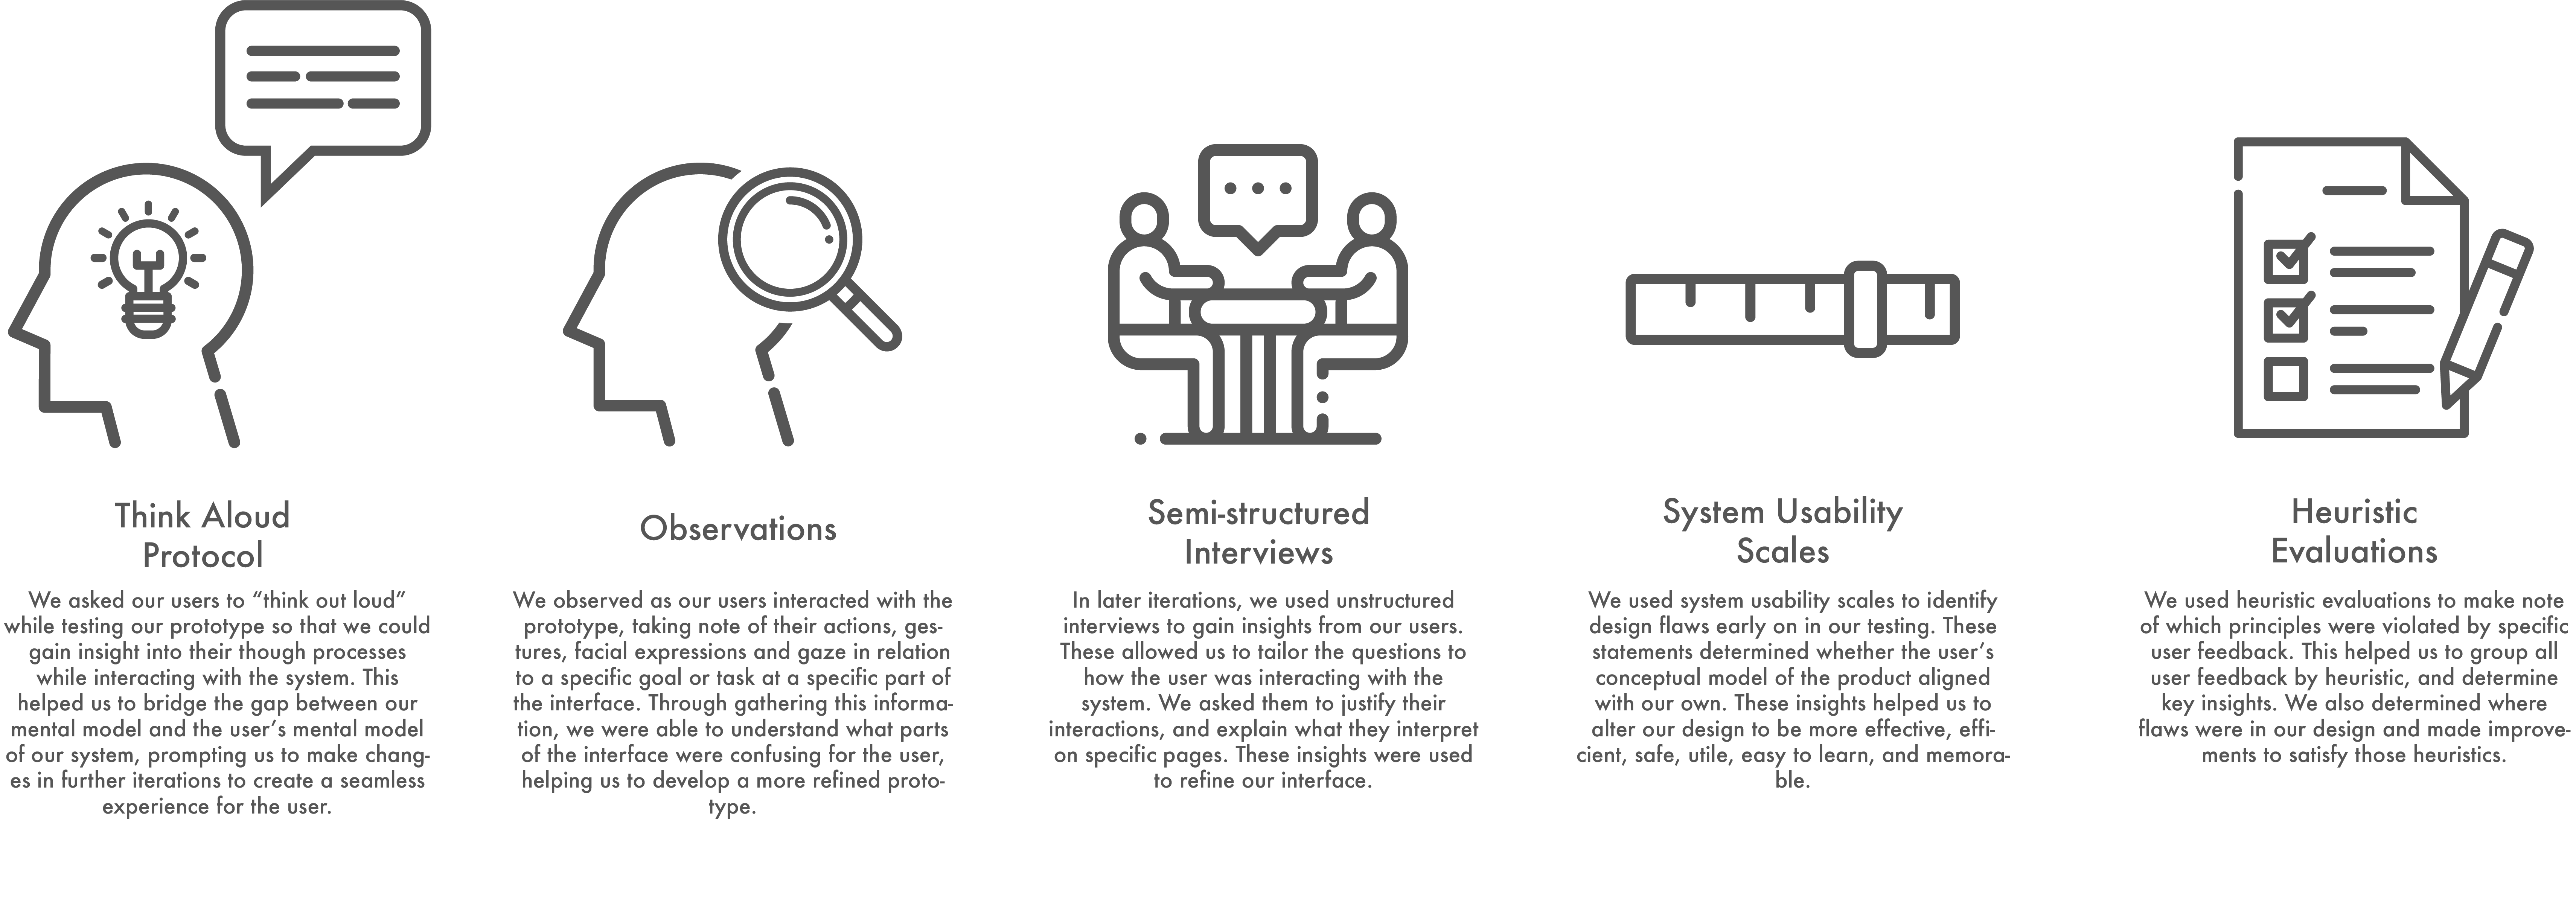 Think Aloud
Protocol
We asked our users to “think out loud”
while testing our prototype so that we could
gain insight into their though processes
while interacting with the system. This
helped us to bridge the gap between our
mental model and the user’s mental model
of our system, prompting us to make chang-
es in further iterations to create a seamless
experience for the user.
Observations
We observed as our users interacted with the
prototype, taking note of their actions, ges-
tures, facial expressions and gaze in relation
to a specific goal or task at a specific part of
the interface. Through gathering this informa-
tion, we were able to understand what parts
of the interface were confusing for the user,
helping us to develop a more refined proto-
type.
Semi-structured
Interviews
In later iterations, we used unstructured
interviews to gain insights from our users.
These allowed us to tailor the questions to
how the user was interacting with the
system. We asked them to justify their
interactions, and explain what they interpret
on specific pages. These insights were used
to refine our interface.
System Usability
Scales
We used system usability scales to identify
design flaws early on in our testing. These
statements determined whether the user’s
conceptual model of the product aligned
with our own. These insights helped us to
alter our design to be more effective, effi-
cient, safe, utile, easy to learn, and memora-
ble.
Heuristic
Evaluations
We used heuristic evaluations to make note
of which principles were violated by specific
user feedback. This helped us to group all
user feedback by heuristic, and determine
key insights. We also determined where
flaws were in our design and made improve-
ments to satisfy those heuristics.